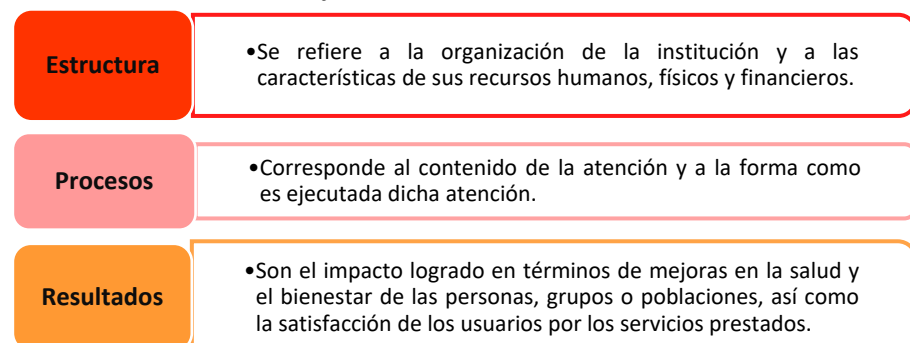 Estructura
•Se refiere a la organización de la institución y a las
características de sus recursos humanos, físicos y financieros.
Procesos
•Corresponde al contenido de la atención y a la forma como
es ejecutada dicha atención.
Resultados
•Son el impacto logrado en términos de mejoras en la salud y
el bienestar de las personas, grupos o poblaciones, así como
la satisfacción de los usuarios por los servicios prestados.